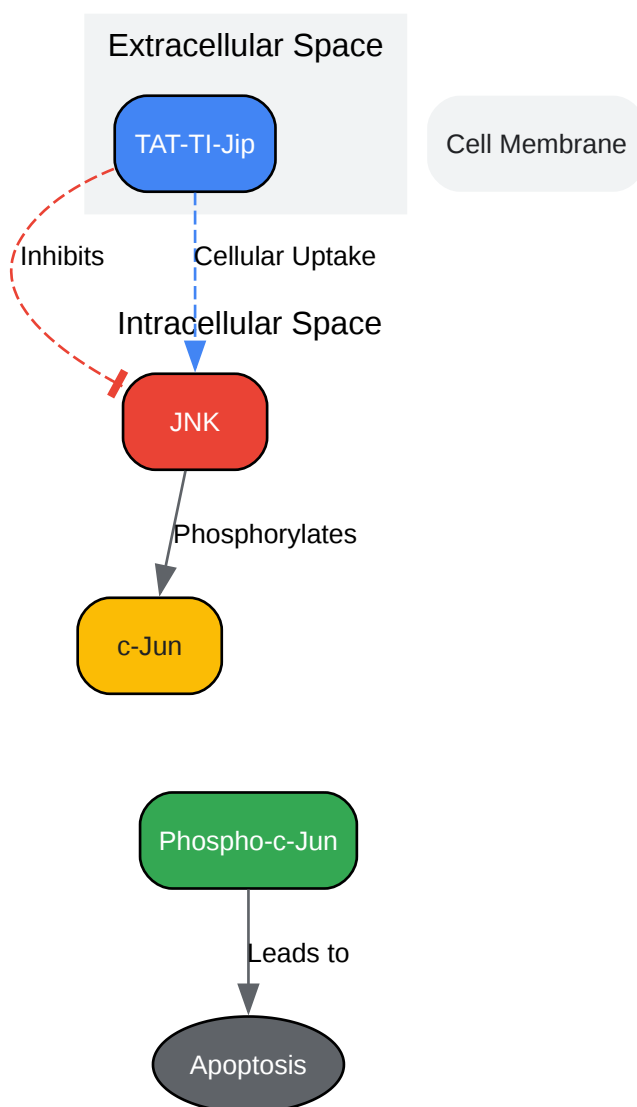 Extracellular Space
TAT-TI-Jip
Cell Membrane
Inhibits
Cellular Uptake
Intracellular Space
JNK
Phosphorylates
c-Jun
Phospho-c-Jun
Leads to
Apoptosis